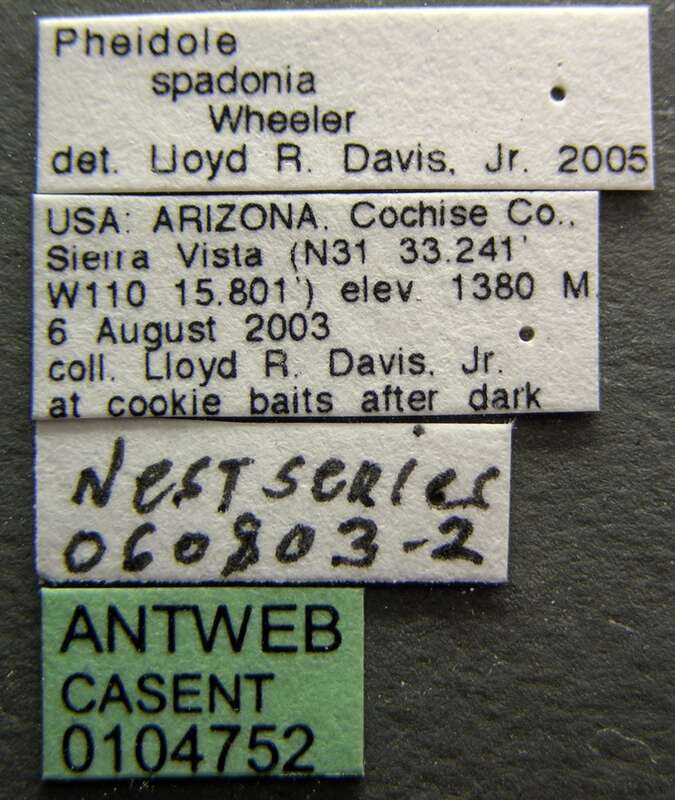 Pheidole
spadonia
Wheeler
det. Lloyd R. Davis, Jr. 2005
USA: ARIZONA, Cochise Co.,
Sierra Vista (N31 33.241'
W110 15.801') elev. 1380 M
6 August 2003
coll. Lloyd R. Davis, Jr.
at cookie baits after dark
Nest series
060803-2
ANTWEB
CASENT
0104752